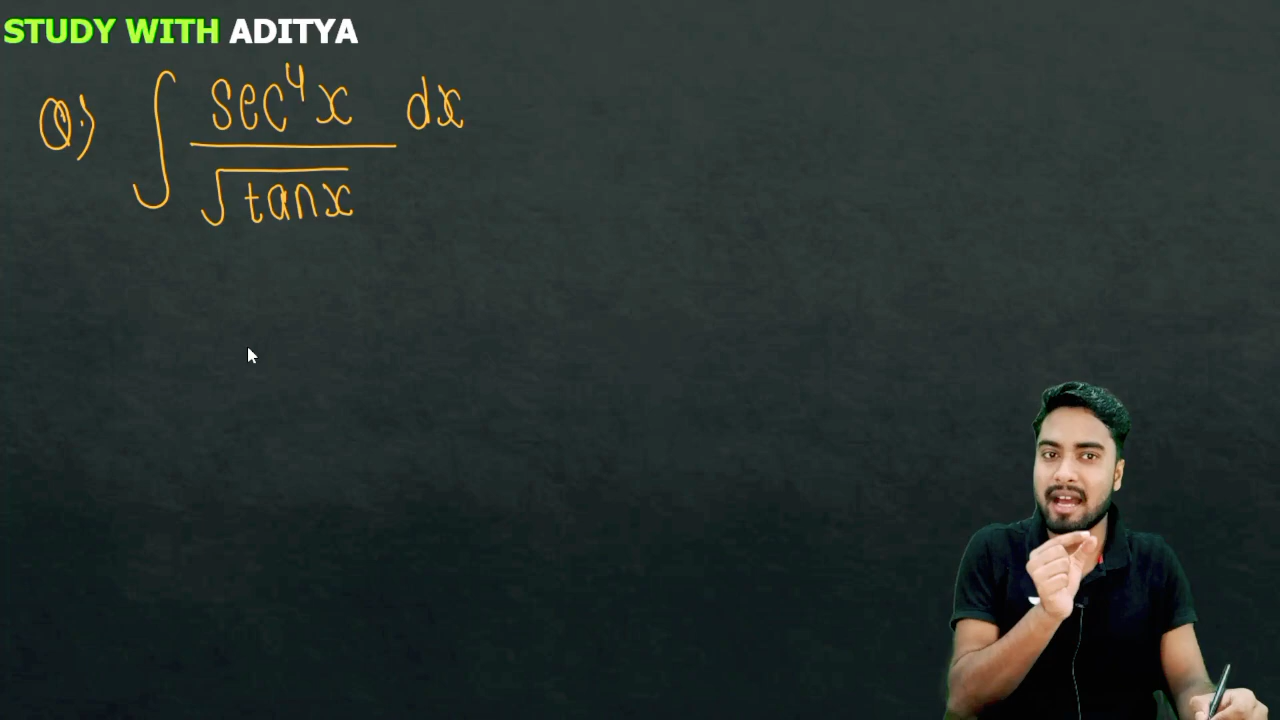 STUDY WITH ADITYA
Q.) ∫ sec⁴x / √tanx dx